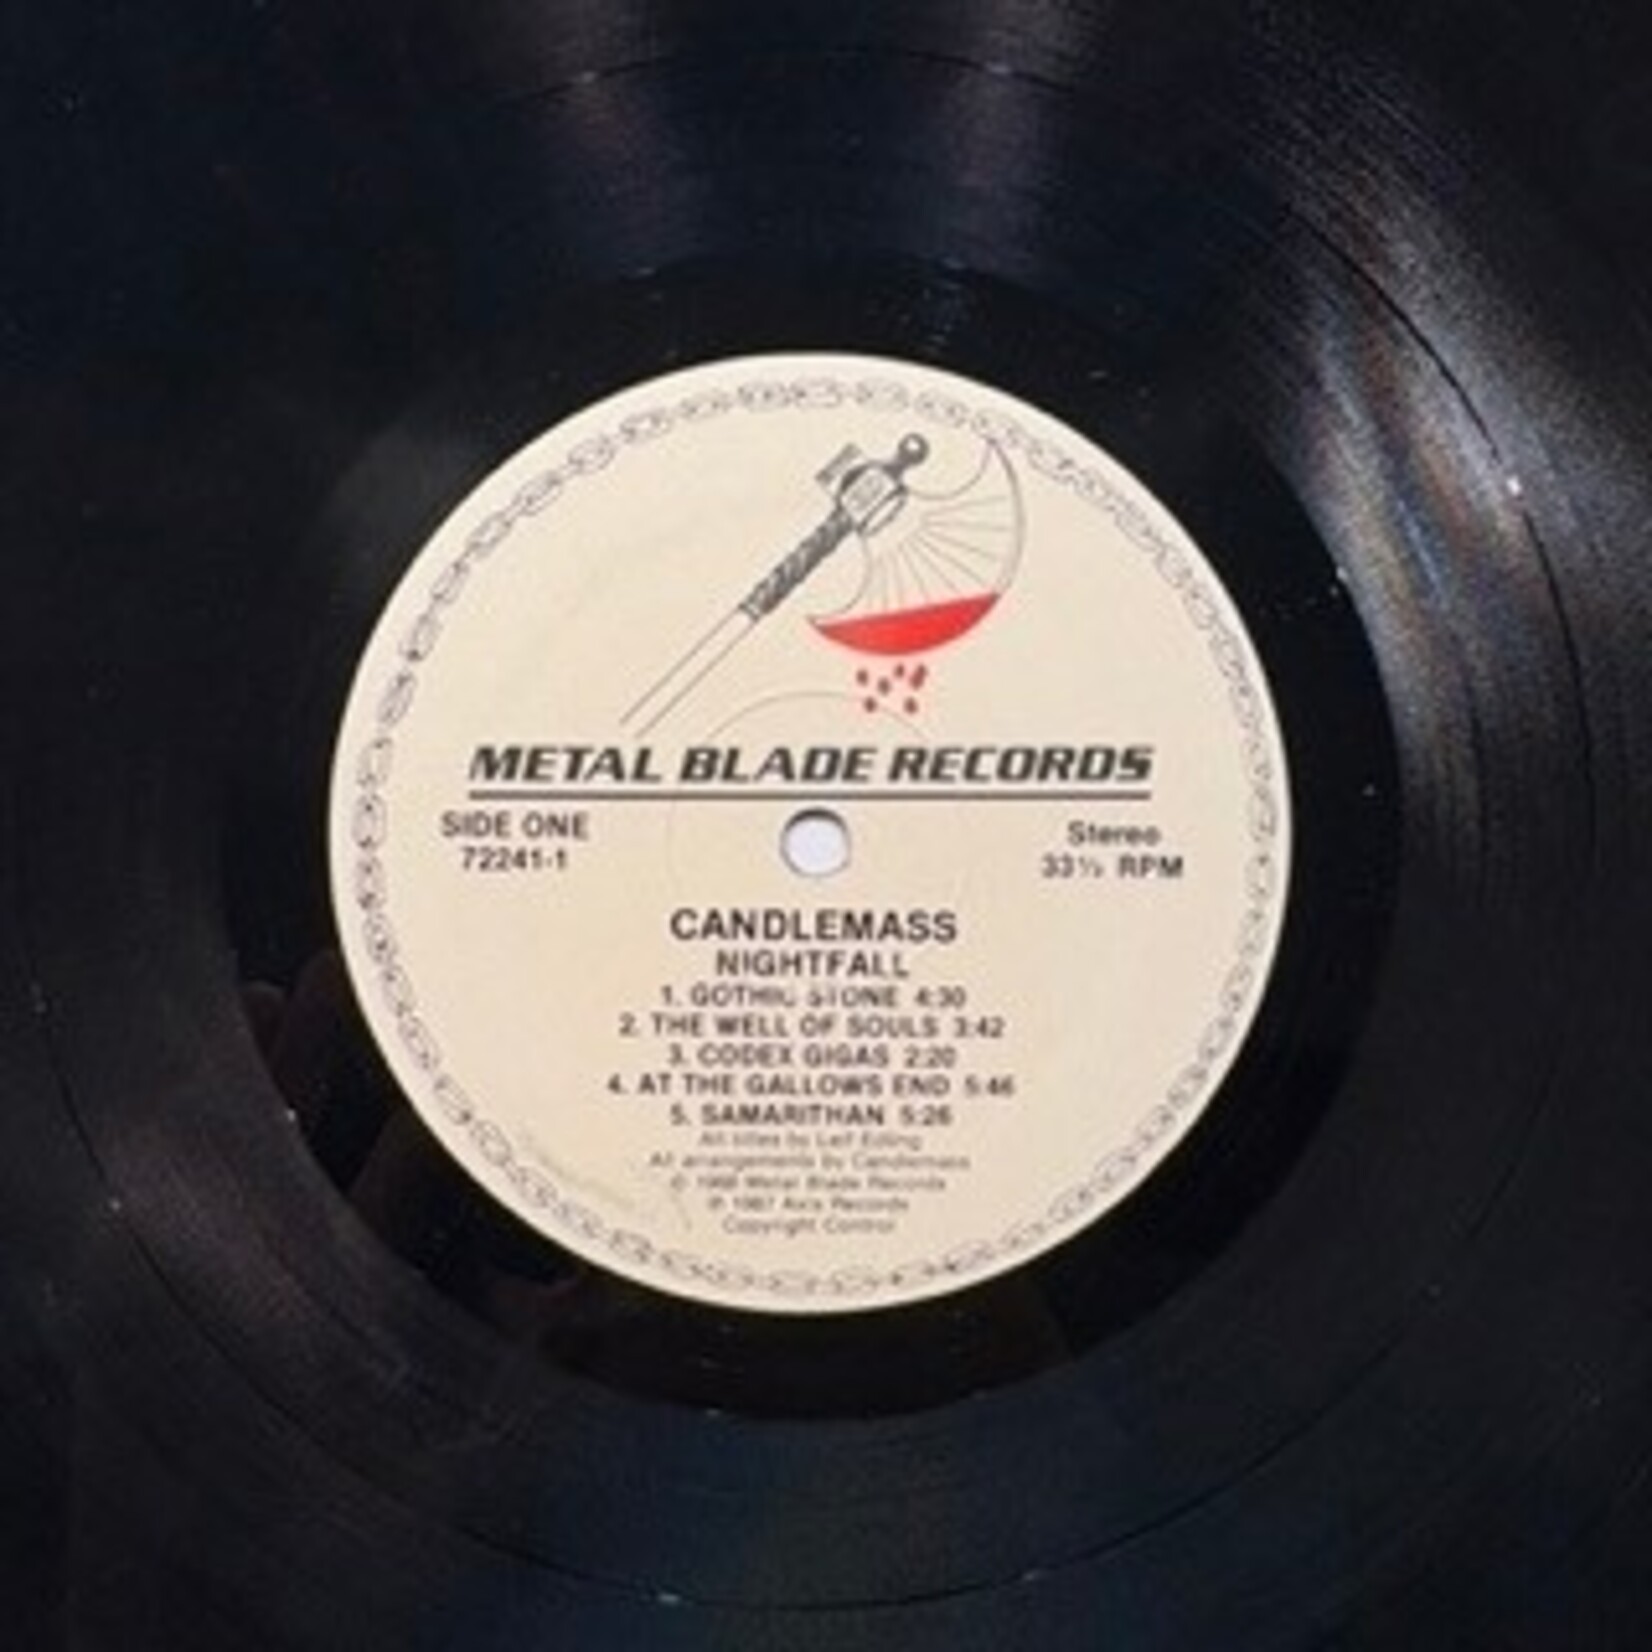 METAL BLADE RECORDS
SIDE ONE
72241-1
Stereo
33⅓ RPM
CANDLEMASS
NIGHTFALL
1. GOTHIC STONE 4:30
2. THE WELL OF SOULS 3:42
3. CODEX GIGAS 2:20
4. AT THE GALLOWS END 5:46
5. SAMARITHAN 5:26
All titles by Leif Edling
All arrangements by Candlemass
© 1988 Metal Blade Records
℗ 1987 Axis Records
Copyright Control